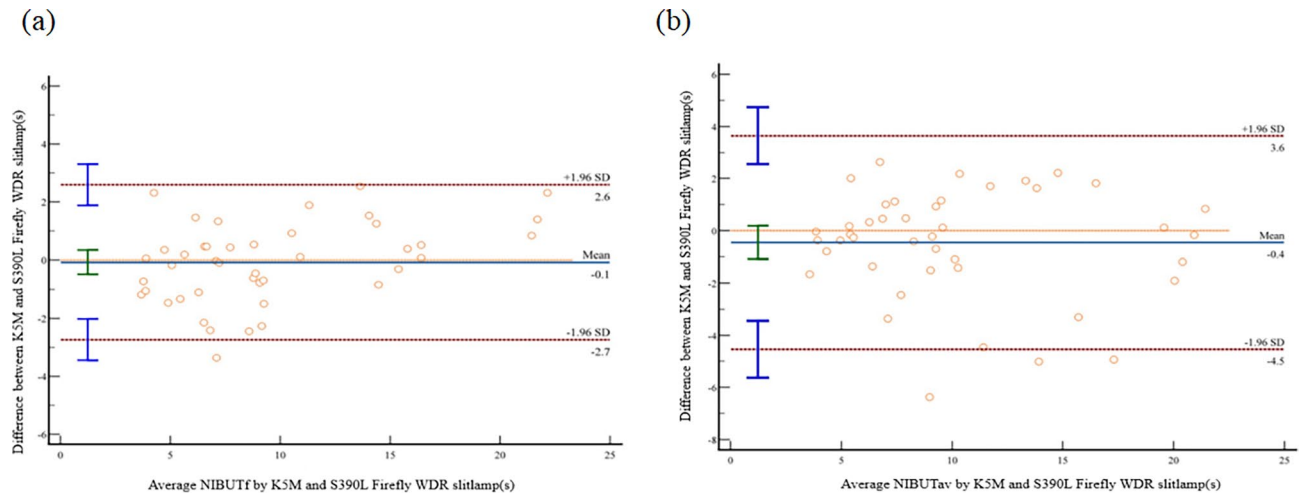 (a)
(b)
Difference between K5M and S390L Firefly WDR slitlamp(s)
6
4
2
0
-2
-4
-6
+1.96 SD
2.6
Mean
-0.1
-1.96 SD
-2.7
0
5
10
15
20
25
Average NIBUTf by K5M and S390L Firefly WDR slitlamp(s)
Difference between K5M and S390L Firefly WDR slitlamp(s)
6
4
2
0
-2
-4
-6
-8
+1.96 SD
3.6
Mean
-0.4
-1.96 SD
-4.5
0
5
10
15
20
25
Average NIBUTav by K5M and S390L Firefly WDR slitlamp(s)